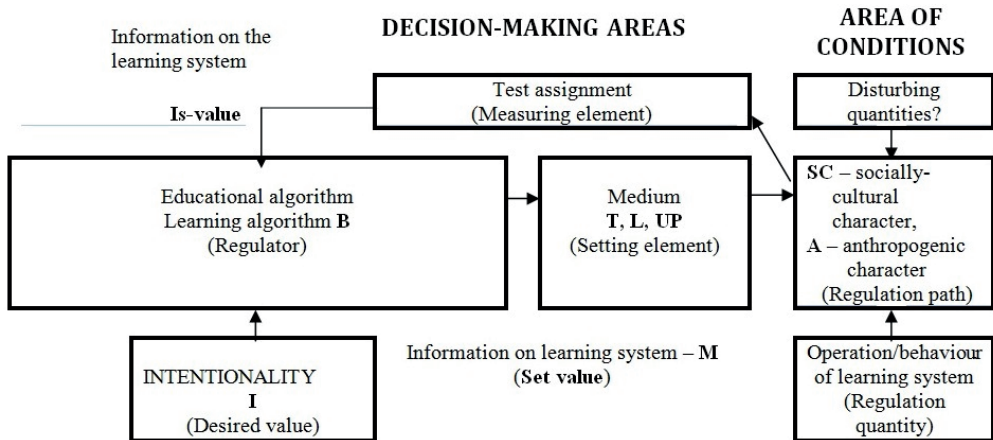 Information on the
learning system
DECISION-MAKING AREAS
AREA OF
CONDITIONS
Test assignment
(Measuring element)
Disturbing
quantities?
Is-value
Educational algorithm
Learning algorithm B
(Regulator)
Medium
T, L, UP
(Setting element)
SC – socially-
cultural
character,
A – anthropogenic
character
(Regulation path)
INTENTIONALITY
I
(Desired value)
Information on learning system – M
(Set value)
Operation/behaviour
of learning system
(Regulation
quantity)